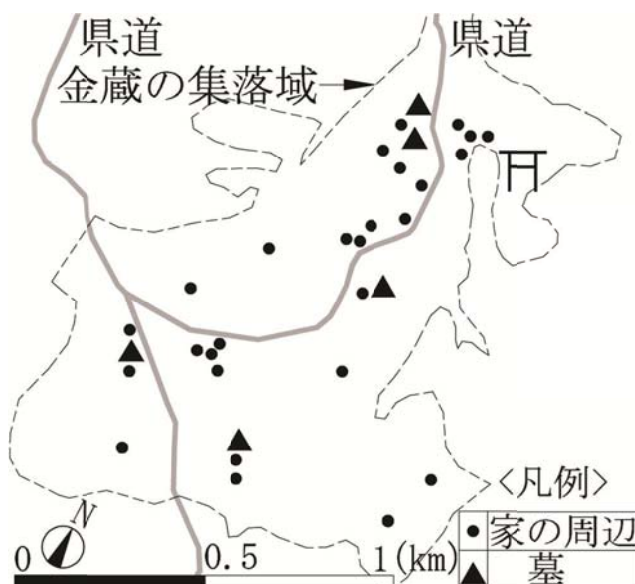 県道
県道
金蔵の集落域
N
0 0.5 1(km)
<凡例>
家の周辺
墓